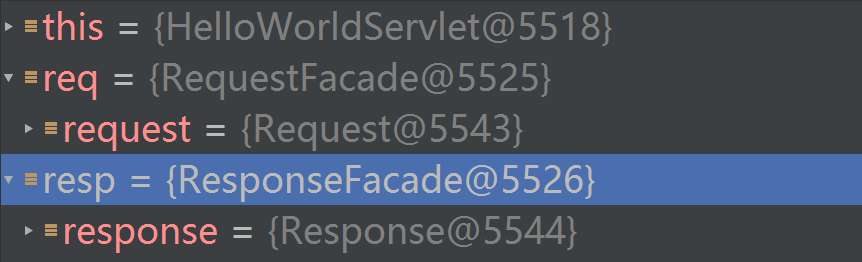 this = {HelloWorldServlet@5518}
req = {RequestFacade@5525}
request = {Request@5543}
resp = {ResponseFacade@5526}
response = {Response@5544}